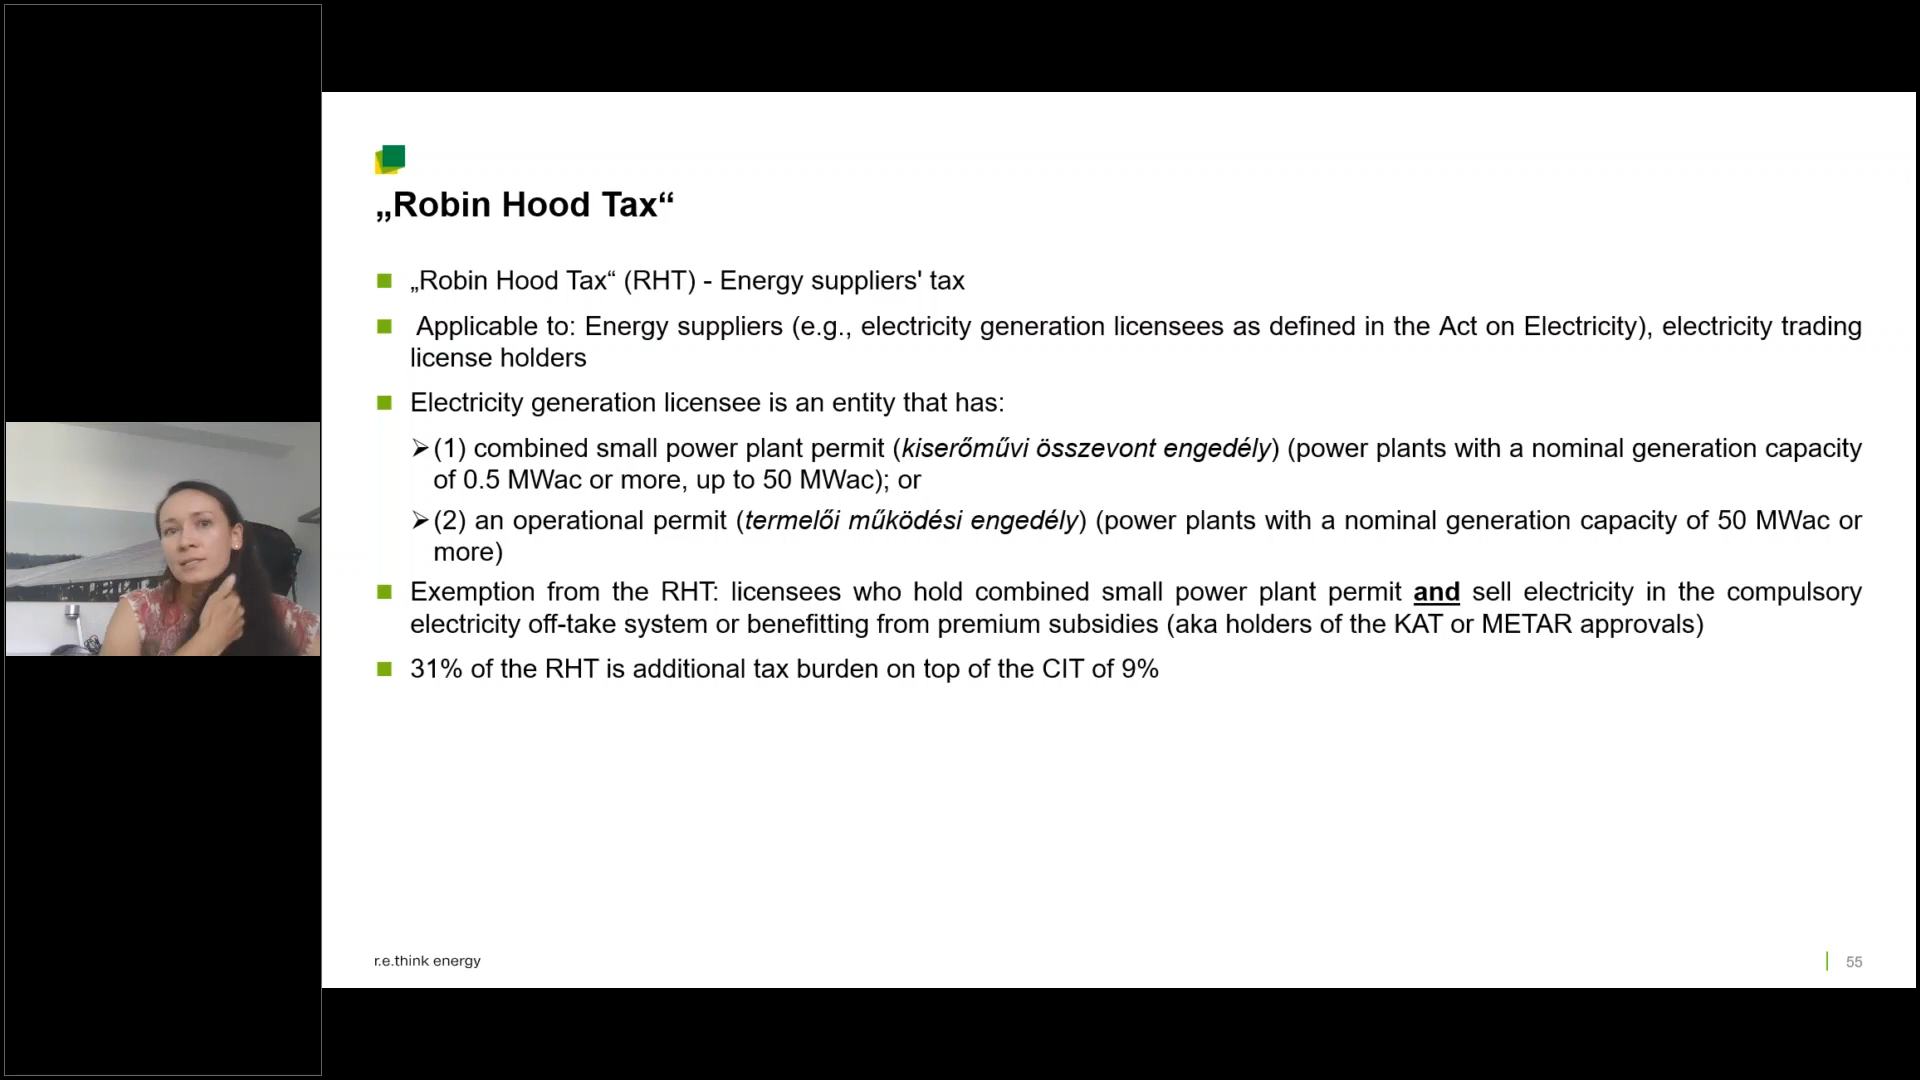 „Robin Hood Tax“
„Robin Hood Tax“ (RHT) - Energy suppliers' tax
Applicable to: Energy suppliers (e.g., electricity generation licensees as defined in the Act on Electricity), electricity trading
license holders
Electricity generation licensee is an entity that has:
(1) combined small power plant permit (kiserőművi összevont engedély) (power plants with a nominal generation capacity
of 0.5 MWac or more, up to 50 MWac); or
(2) an operational permit (termelői működési engedély) (power plants with a nominal generation capacity of 50 MWac or
more)
Exemption from the RHT: licensees who hold combined small power plant permit and sell electricity in the compulsory
electricity off-take system or benefitting from premium subsidies (aka holders of the KAT or METAR approvals)
31% of the RHT is additional tax burden on top of the CIT of 9%
r.e.think energy
55